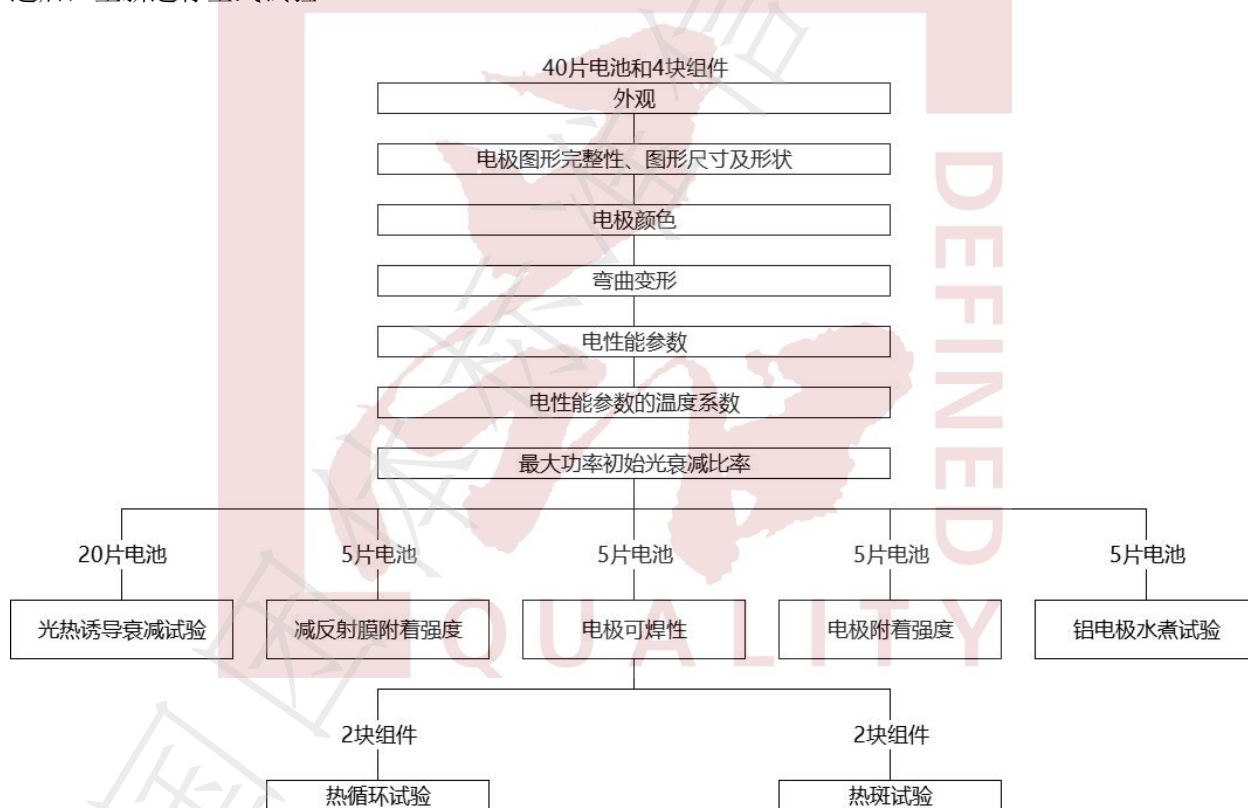 40片电池和4块组件
外观
电极图形完整性、图形尺寸及形状
电极颜色
弯曲变形
电性能参数
电性能参数的温度系数
最大功率初始光衰减比率
20片电池
5片电池
5片电池
5片电池
5片电池
光热诱导衰减试验
减反射膜附着强度
电极可焊性
电极附着强度
铝电极水煮试验
2块组件
2块组件
热循环试验
热斑试验
DEFINED
QUALITY